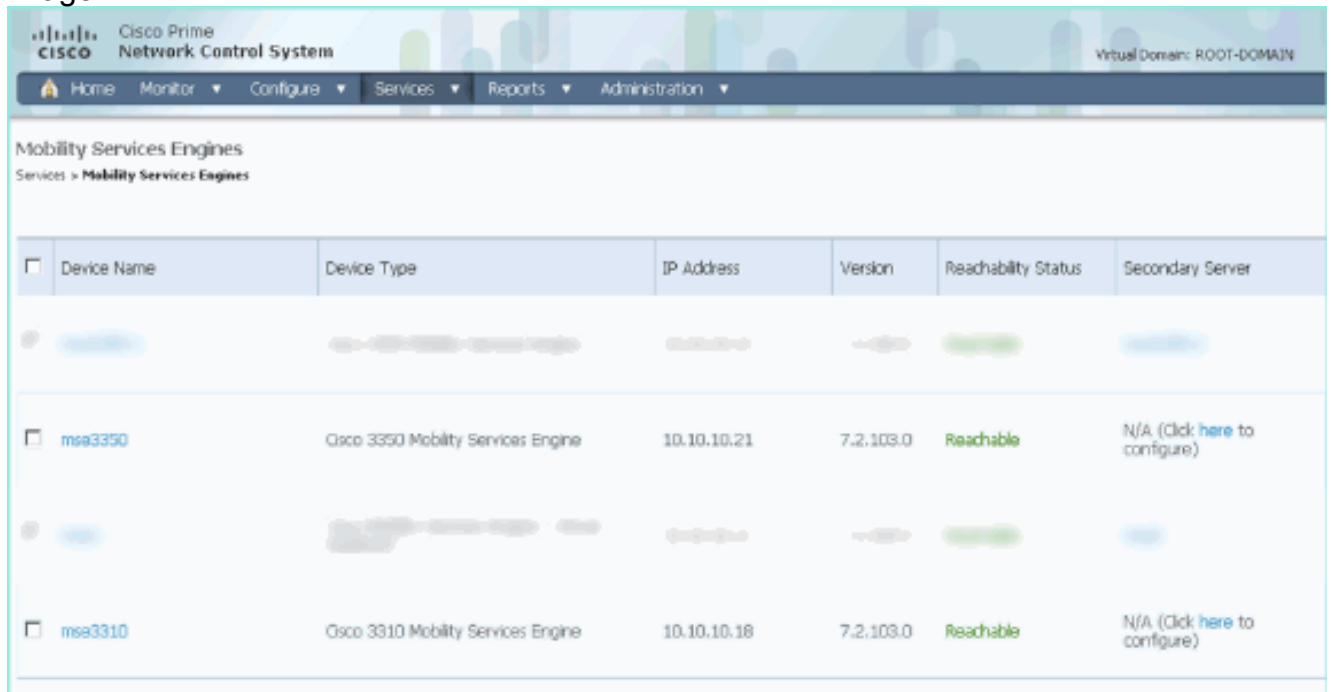 Cisco Prime
CISCO Network Control System
Virtual Domain: ROOT-DOMAIN
Home Monitor Configure Services Reports Administration
Mobility Services Engines
Services > Mobility Services Engines
Device Name Device Type IP Address Version Reachability Status Secondary Server
mse3350 Cisco 3350 Mobility Services Engine 10.10.10.21 7.2.103.0 Reachable N/A (Click here to
configure)
mse3310 Cisco 3310 Mobility Services Engine 10.10.10.18 7.2.103.0 Reachable N/A (Click here to
configure)